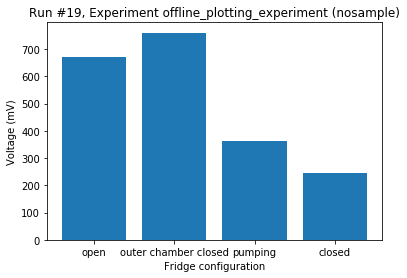 Run #19, Experiment offline_plotting_experiment (nosample)
Voltage (mV)
700
600
500
400
300
200
100
0
open outer chamber closed pumping closed
Fridge configuration